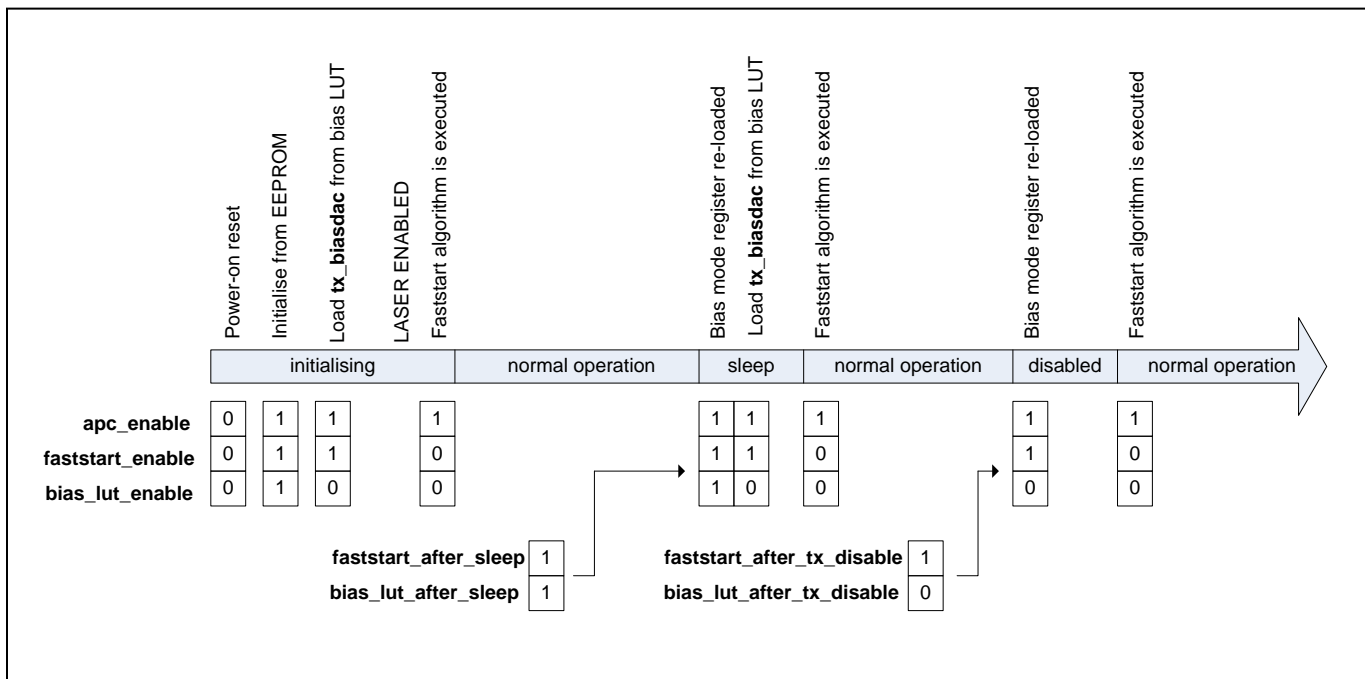 Power-on reset
Initialise from EEPROM
Load tx_biasdac from bias LUT
LASER ENABLED
Faststart algorithm is executed
Bias mode register re-loaded
Load tx_biasdac from bias LUT
Faststart algorithm is executed
Bias mode register re-loaded
Faststart algorithm is executed
initialising normal operation sleep normal operation disabled normal operation
apc_enable 0 1 1 1 1 1 1 1 1
faststart_enable 0 1 1 0 1 1 0 1 0
bias_lut_enable 0 1 0 0 1 0 0 0 0
faststart_after_sleep 1 faststart_after_tx_disable 1
bias_lut_after_sleep 1 bias_lut_after_tx_disable 0